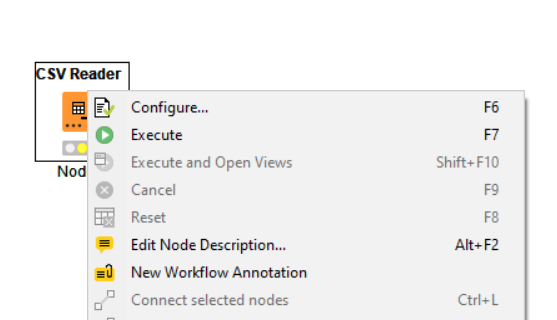 CSV Reader
Configure... F6
Execute F7
Execute and Open Views Shift+F10
Cancel F9
Reset F8
Edit Node Description... Alt+F2
New Workflow Annotation
Connect selected nodes Ctrl+L